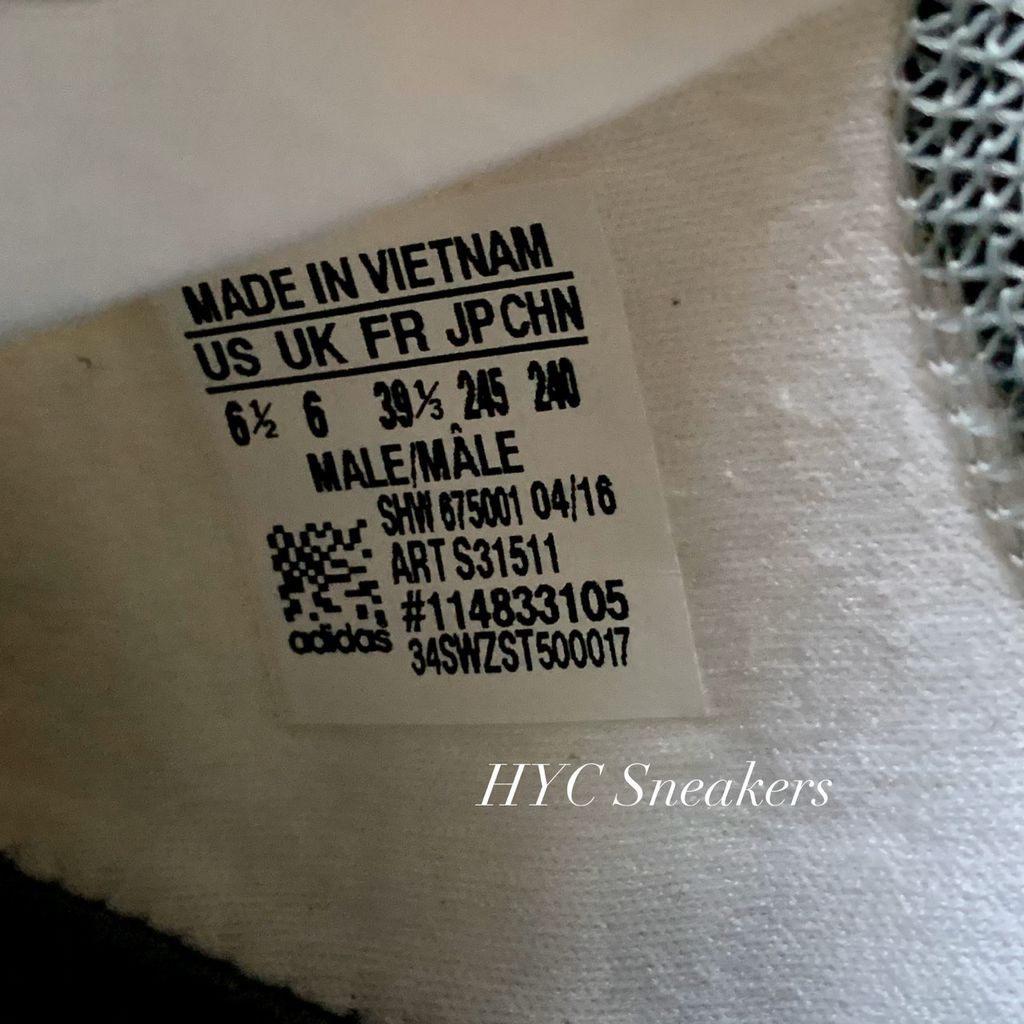 MADE IN VIETNAM
US UK FR JP CHN
6½ 6 39⅓ 245 240
MALE/MÂLE
SHW 675001 04/16
ART S31511
#114833105
adidas 34SWZST500017
HYC Sneakers